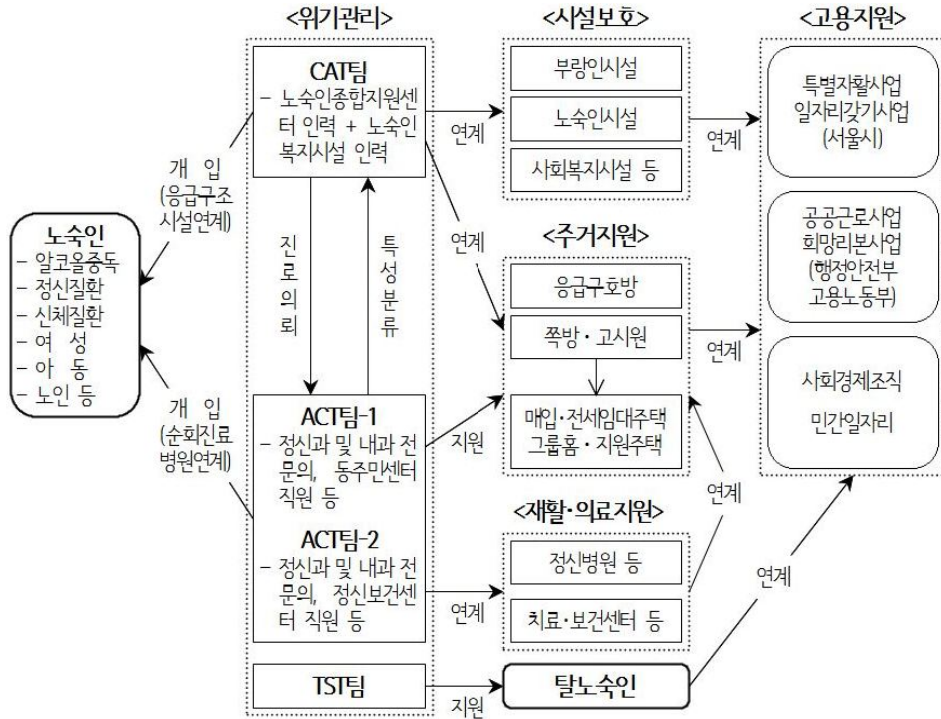 <위기관리>
<시설보호>
<고용지원>
CAT팀
- 노숙인종합지원센
터 인력 + 노숙인
복지시설 인력
개 입
(응급구조
시설연계)
노숙인
- 알코올중독
- 정신질환
- 신체질환
- 여 성
- 아 동
- 노인 등
개 입
(순회진료
병원연계)
진로의뢰
특성분류
ACT팀-1
- 정신과 및 내과 전
문의, 동주민센터
직원 등
ACT팀-2
- 정신과 및 내과 전
문의, 정신보건센
터 직원 등
TST팀
연계
연계
지원
연계
지원
부랑인시설
노숙인시설
사회복지시설 등
<주거지원>
응급구호방
쪽방·고시원
매입·전세임대주택
그룹홈·지원주택
<재활·의료지원>
정신병원 등
치료·보건센터 등
탈노숙인
연계
연계
연계
연계
특별자활사업
일자리갖기사업
(서울시)
공공근로사업
희망리본사업
(행정안전부
고용노동부)
사회경제조직
민간일자리